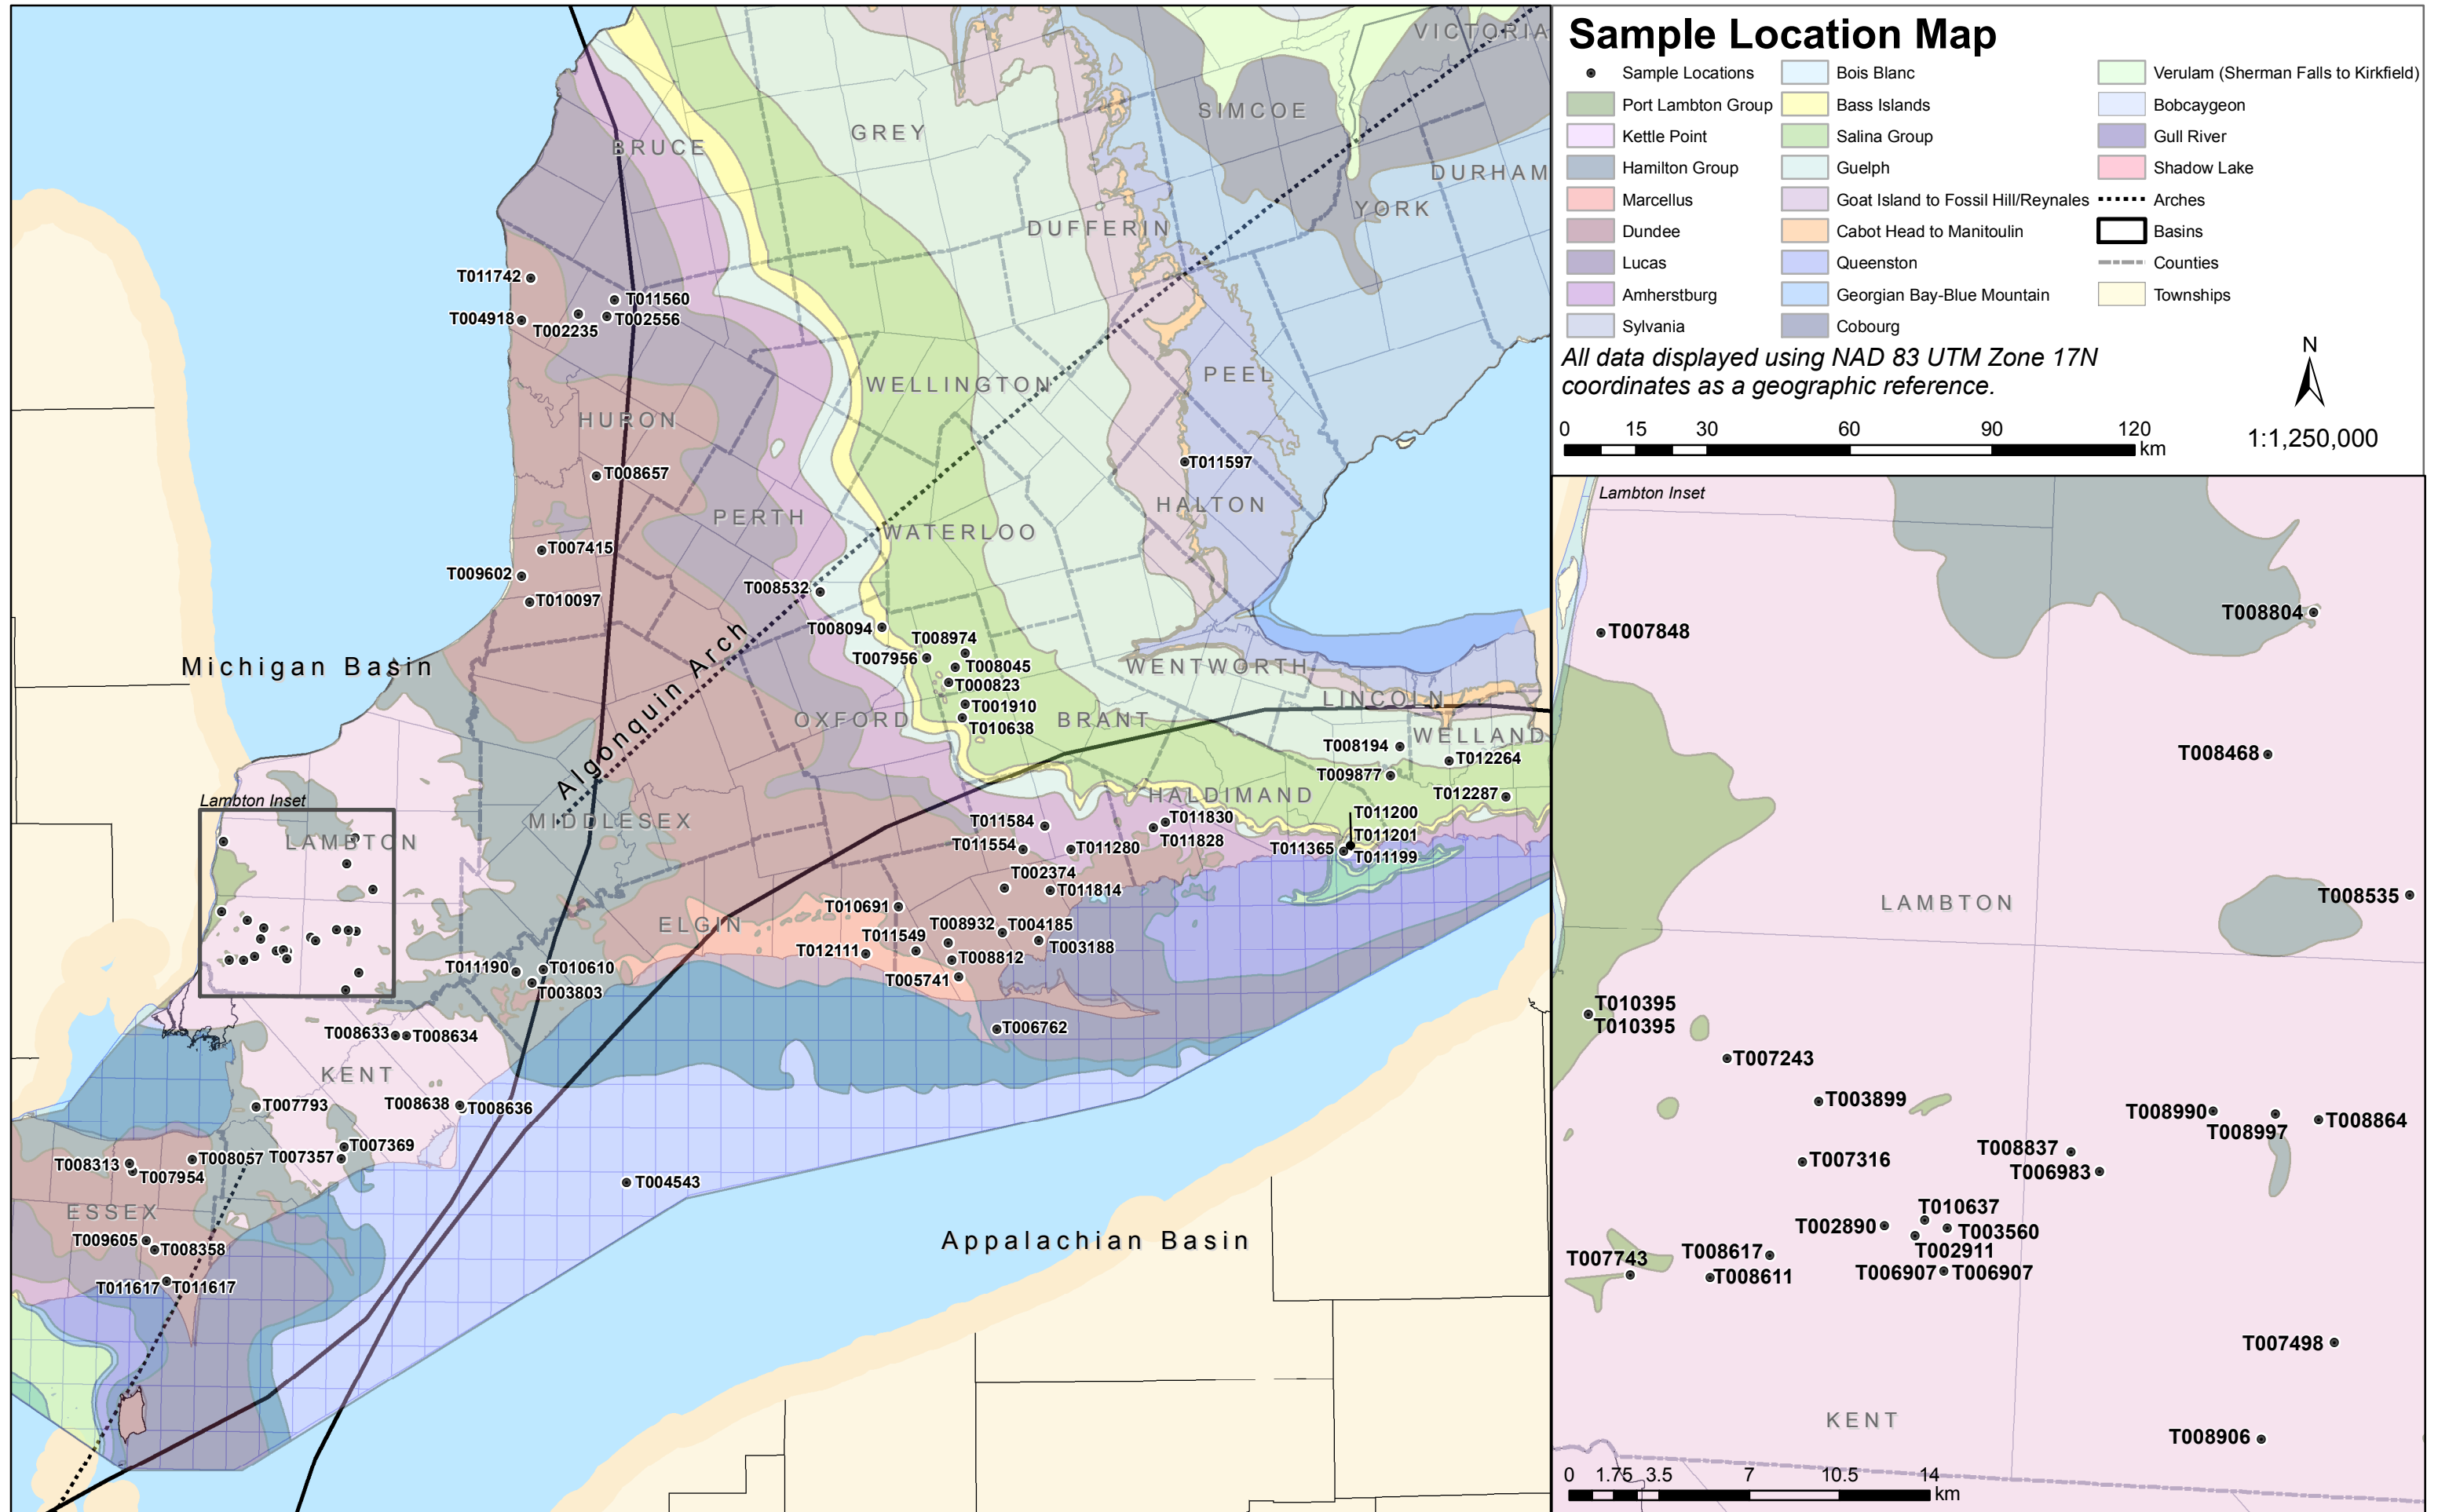 Sample Location Map
Sample Locations
Port Lambton Group
Kettle Point
Hamilton Group
Marcellus
Dundee
Lucas
Amherstburg
Sylvania
Bois Blanc
Bass Islands
Salina Group
Guelph
Goat Island to Fossil Hill/Reynales
Cabot Head to Manitoulin
Queenston
Georgian Bay-Blue Mountain
Cobourg
Verulam (Sherman Falls to Kirkfield)
Bobcaygeon
Gull River
Shadow Lake
Arches
Basins
Counties
Townships
All data displayed using NAD 83 UTM Zone 17N
coordinates as a geographic reference.
N
0 15 30 60 90 120
km
1:1,250,000
VICTORIA
SIMCOE
GREY
BRUCE
DURHAM
YORK
DUFFERIN
T011742
T011560
T004918
T002235
T002556
PEEL
WELLINGTON
HURON
T011597
T008657
HALTON
PERTH
WATERLOO
T007415
T009602
T008532
T010097
T008094
T008974
T007956
T008045
T000823
Michigan Basin
WENTWORTH
T001910
LINCOLN
OXFORD
BRANT
T010638
WELLAND
T008194
T012264
T009877
Algonquin Arch
T012287
HALDIMAND
Lambton Inset
T011200
T011584
T011830
MIDDLESEX
T011201
LAMBTON
T011554
T011280
T011828
T011365
T011199
T002374
T011814
T010691
ELGIN
T008932
T004185
T011549
T003188
T012111
T008812
T011190
T010610
T005741
T003803
T006762
T008633
T008634
KENT
T007793
T008638
T008636
T007369
T008313
T008057
T007357
T007954
T004543
ESSEX
T009605
T008358
Appalachian Basin
T011617
T011617
Lambton Inset
T008804
T007848
T008468
T008535
LAMBTON
T010395
T010395
T007243
T003899
T008990
T008864
T008997
T008837
T007316
T006983
T010637
T002890
T003560
T002911
T007743
T008617
T008611
T006907
T006907
T007498
KENT
T008906
0 1.75 3.5 7 10.5 14
km